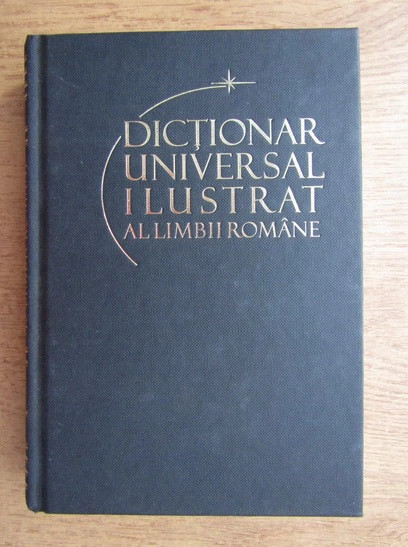 DICȚIONAR
UNIVERSAL
ILUSTRAT
AL LIMBII ROMÂNE